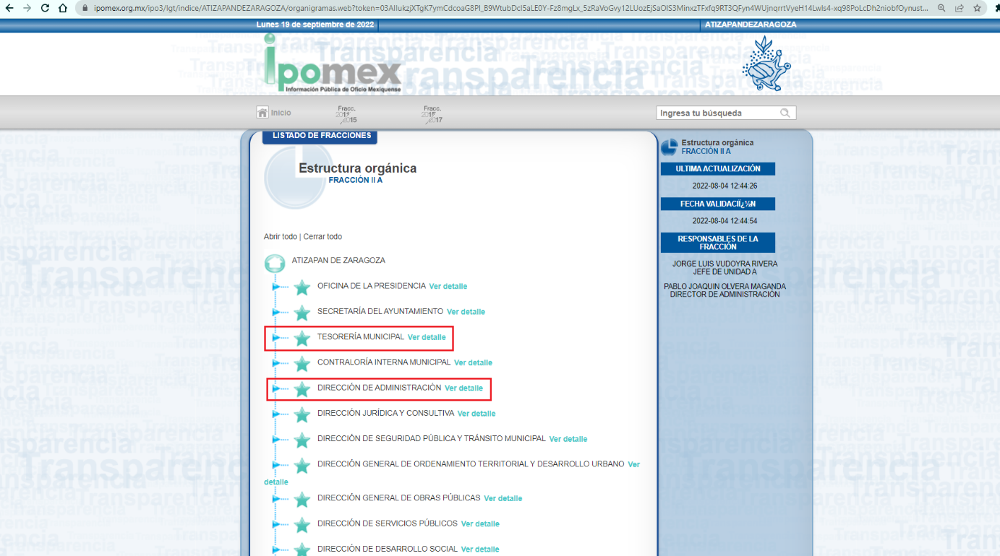 ipomex.org.mx/ipo3/lgt/indice/ATIZAPANDEZARAGOZA/organigramas.web?token=
Lunes 19 de septiembre de 2022
ATIZAPANDEZARAGOZA
Transparencia
ipomex
Información Pública de Oficio Mexiquense
Inicio
Fracc.
2011
/2015
Fracc.
2015
/2017
Ingresa tu búsqueda
LISTADO DE FRACCIONES
Estructura orgánica
FRACCIÓN II A
Abrir todo | Cerrar todo
ATIZAPAN DE ZARAGOZA
OFICINA DE LA PRESIDENCIA Ver detalle
SECRETARÍA DEL AYUNTAMIENTO Ver detalle
TESORERÍA MUNICIPAL Ver detalle
CONTRALORÍA INTERNA MUNICIPAL Ver detalle
DIRECCIÓN DE ADMINISTRACIÓN Ver detalle
DIRECCIÓN JURÍDICA Y CONSULTIVA Ver detalle
DIRECCIÓN DE SEGURIDAD PÚBLICA Y TRÁNSITO MUNICIPAL Ver detalle
DIRECCIÓN GENERAL DE ORDENAMIENTO TERRITORIAL Y DESARROLLO URBANO Ver
detalle
DIRECCIÓN GENERAL DE OBRAS PÚBLICAS Ver detalle
DIRECCIÓN DE SERVICIOS PÚBLICOS Ver detalle
DIRECCIÓN DE DESARROLLO SOCIAL Ver detalle
Estructura orgánica
FRACCIÓN II A
ULTIMA ACTUALIZACIÓN
2022-08-04 12:44:26
FECHA VALIDACIÏ¿½N
2022-08-04 12:44:54
RESPONSABLES DE LA
FRACCIÓN
JORGE LUIS VUDOYRA RIVERA
JEFE DE UNIDAD A
PABLO JOAQUIN OLVERA MAGANDA
DIRECTOR DE ADMINISTRACIÓN